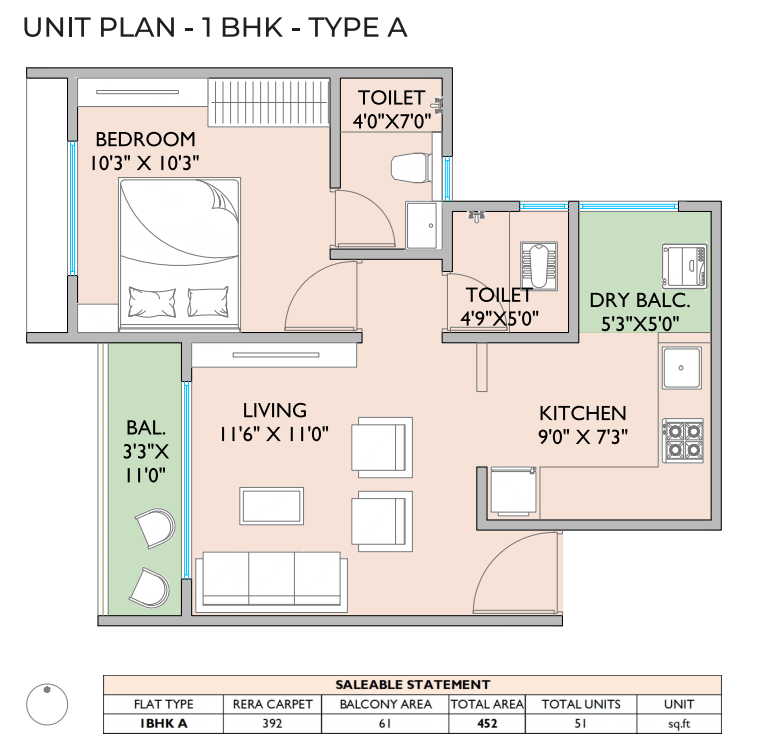 UNIT PLAN - 1 BHK - TYPE A
TOILET
4'0"X7'0"
BEDROOM
10'3" X 10'3"
TOILET
4'9"X5'0"
DRY BALC.
5'3"X5'0"
LIVING
11'6" X 11'0"
KITCHEN
9'0" X 7'3"
BAL.
3'3"X
11'0"
SALEABLE STATEMENT
FLAT TYPE RERA CARPET BALCONY AREA TOTAL AREA TOTAL UNITS UNIT
1BHK A 392 61 452 51 sq.ft